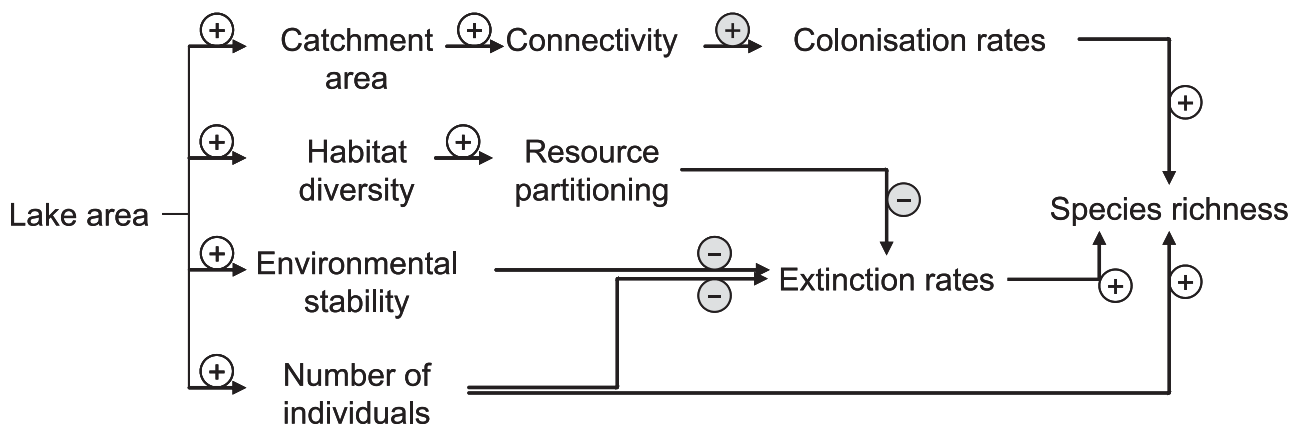 + Catchment area + Connectivity + Colonisation rates
+
+ Habitat diversity + Resource partitioning
−
Lake area
Species richness
+ Environmental stability − Extinction rates
− + +
+ Number of individuals